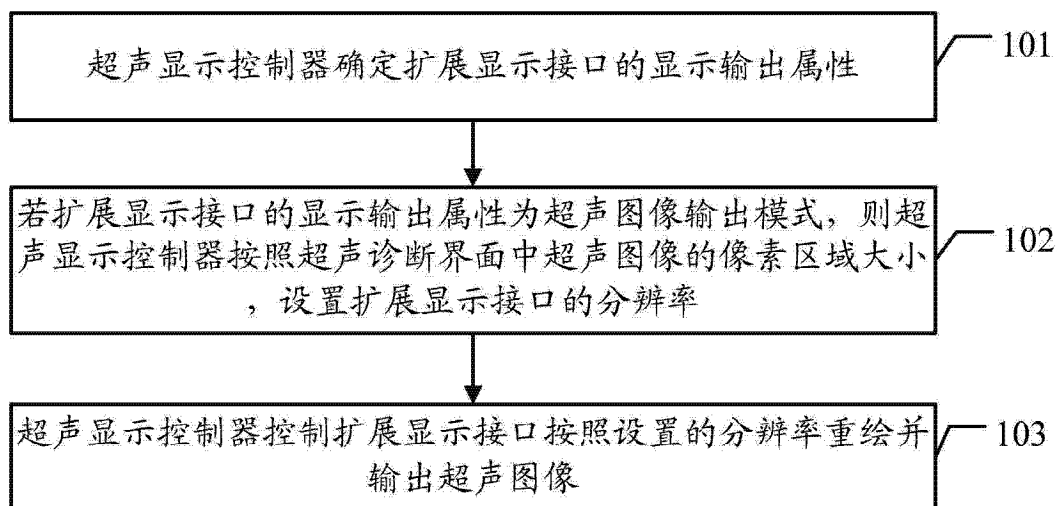 超声显示控制器确定扩展显示接口的显示输出属性
101
若扩展显示接口的显示输出属性为超声图像输出模式，则超
声显示控制器按照超声诊断界面中超声图像的像素区域大小
，设置扩展显示接口的分辨率
102
超声显示控制器控制扩展显示接口按照设置的分辨率重绘并
输出超声图像
103